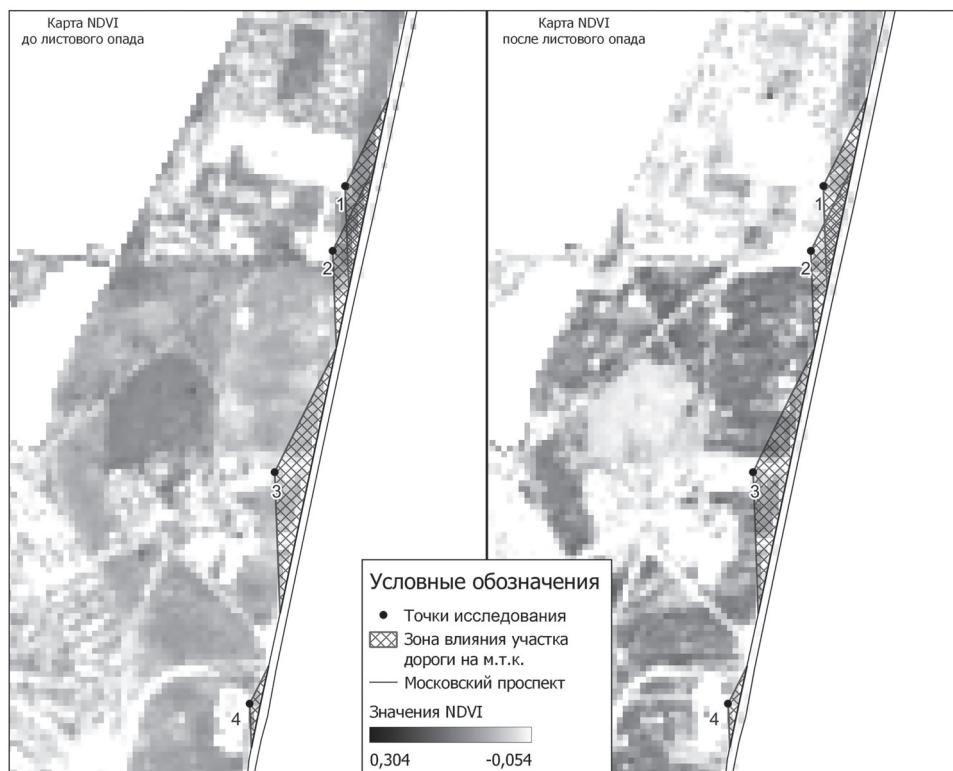 Карта NDVI
до листового опада
Карта NDVI
после листового опада
1
2
3
4
1
2
3
4
Условные обозначения
Точки исследования
Зона влияния участка
дороги на м.т.к.
Московский проспект
Значения NDVI
0,304 -0,054